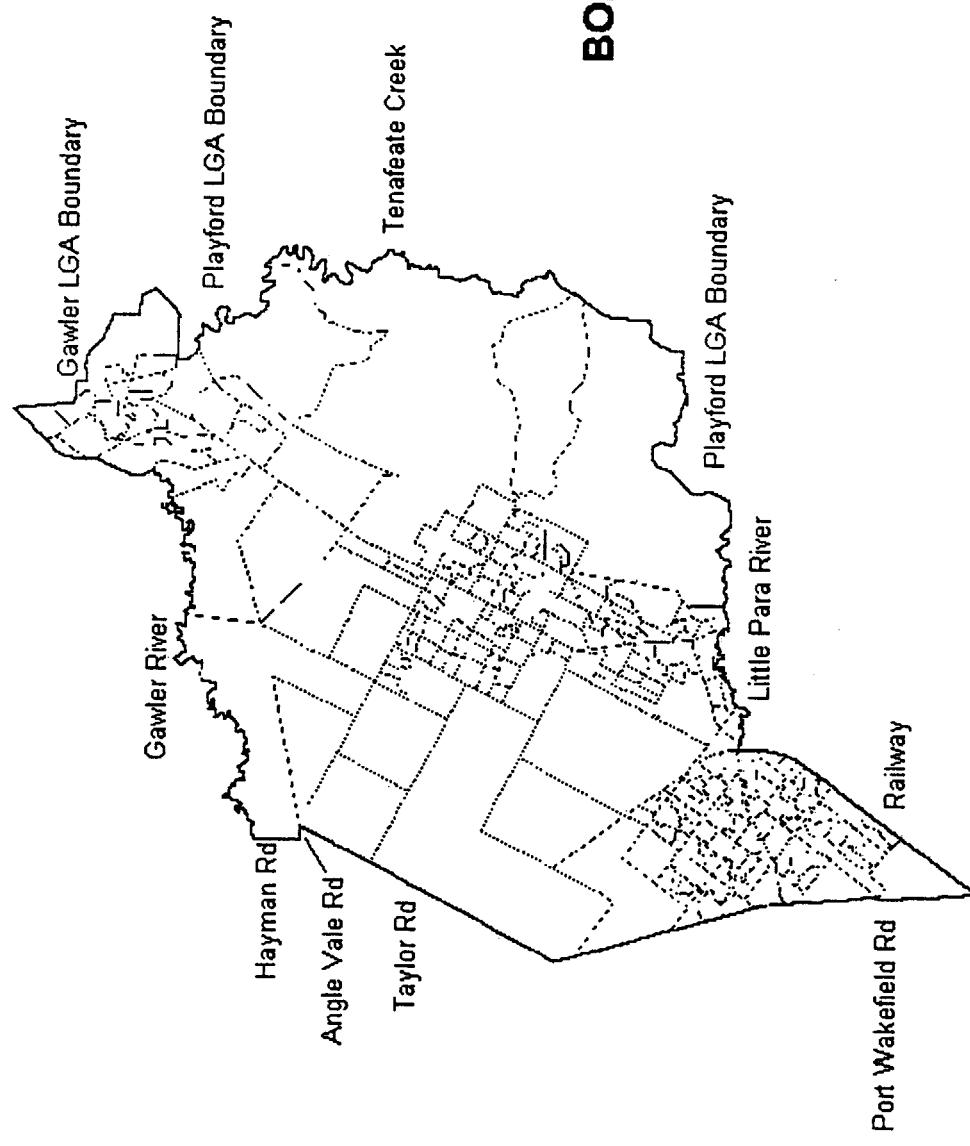 Gawler LGA Boundary
Playford LGA Boundary
Tenafeate Creek
BO
Gawler River
Hayman Rd
Angle Vale Rd
Taylor Rd
Playford LGA Boundary
Little Para River
Railway
Port Wakefield Rd